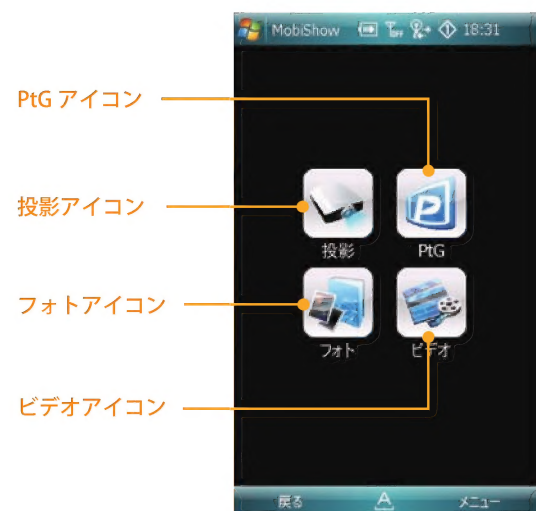 MobiShow 18:31
PtG アイコン
投影アイコン
投影 PtG
フォトアイコン
フォト ビデオ
ビデオアイコン
戻る A メニュー